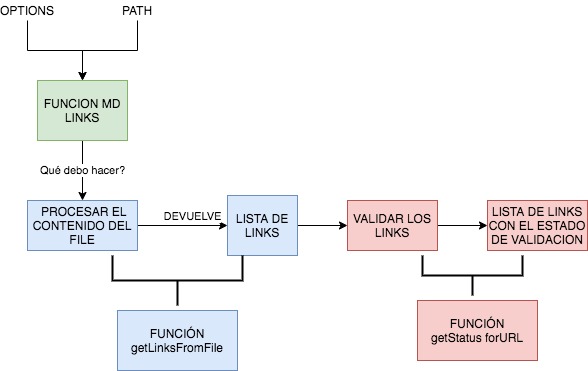 OPTIONS
PATH
FUNCION MD
LINKS
Qué debo hacer?
PROCESAR EL
CONTENIDO DEL
FILE
DEVUELVE
LISTA DE
LINKS
VALIDAR LOS
LINKS
LISTA DE LINKS
CON EL ESTADO
DE VALIDACION
FUNCIÓN
getLinksFromFile
FUNCIÓN
getStatus forURL